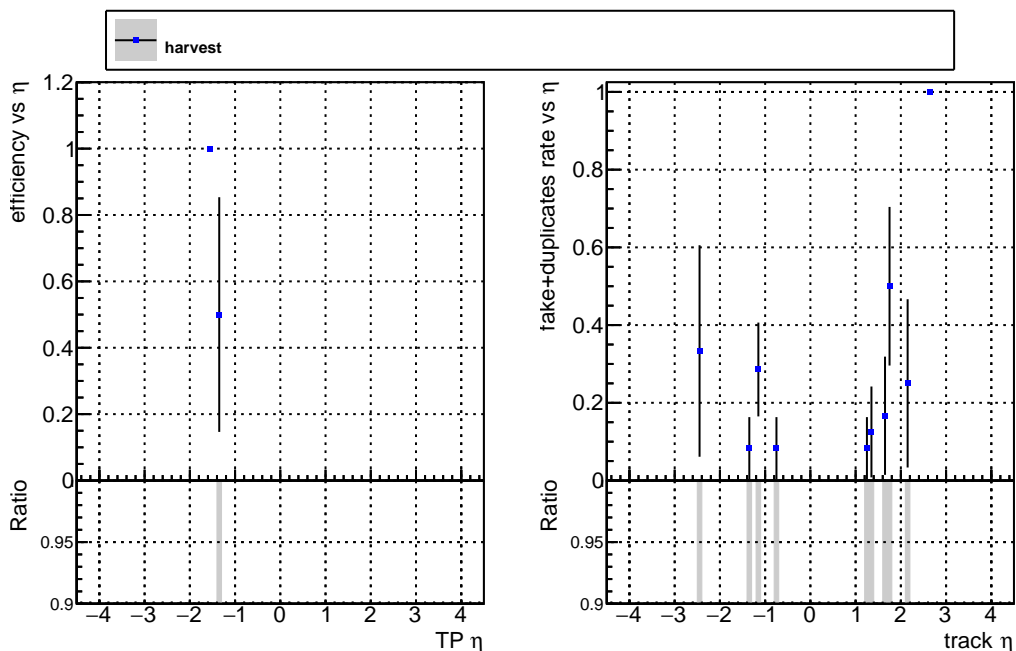 harvest
efficiency vs η
1.2
1
0.8
0.6
0.4
0.2
0
Ratio
0.95
0.9
−4 −3 −2 −1 0 1 2 3 4
TP η
fake+duplicates rate vs η
1
0.8
0.6
0.4
0.2
0
Ratio
0.95
0.9
−4 −3 −2 −1 0 1 2 3 4
track η